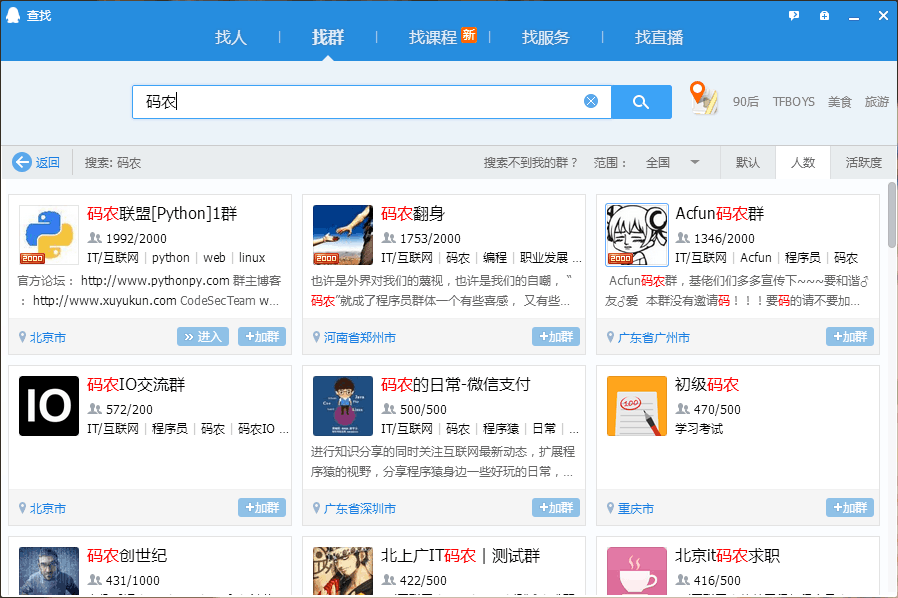 查找
找人
找群
找课程 新
找服务
找直播
码农
90后 TFBOYS 美食 旅游
返回 搜索: 码农 搜索不到我的群？ 范围： 全国 默认 人数 活跃度
码农联盟[Python]1群
1992/2000
IT/互联网 | python | web | linux
2000
官方论坛： http://www.pythonpy.com 群主博客
： http://www.xuyukun.com CodeSecTeam w...
北京市 进入 +加群
码农翻身
1753/2000
IT/互联网 | 码农 | 编程 | 职业发展 ...
2000
也许是外界对我们的蔑视，也许是我们的自嘲，“
码农”就成了程序员群体一个有些喜感， 又有些...
河南省郑州市 +加群
Acfun码农群
1346/2000
IT/互联网 | Acfun | 程序员 | 码农
2000
Acfun码农群，基佬们们多多宣传下~~~要和谐♂
友♂爱 本群没有邀请码！！！要码的请不要加...
广东省广州市 +加群
IO
码农IO交流群
572/200
IT/互联网 | 程序员 | 码农 | 码农IO ...
北京市 +加群
码农的日常-微信支付
500/500
IT/互联网 | 码农 | 程序猿 | 日常 | ...
进行知识分享的同时关注互联网最新动态，扩展程
序猿的视野，分享程序猿身边一些好玩的日常，...
广东省深圳市 +加群
100
初级码农
470/500
学习考试
重庆市 +加群
码农创世纪
431/1000
北上广IT码农｜测试群
422/500
北京it码农求职
416/500